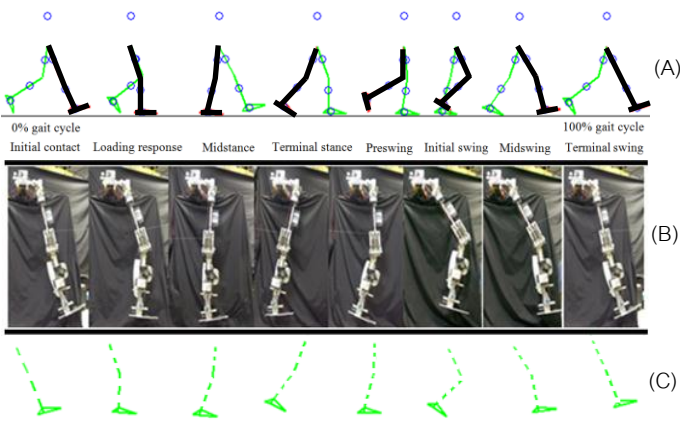 (A)
0% gait cycle 100% gait cycle
Initial contact Loading response Midstance Terminal stance Preswing Initial swing Midswing Terminal swing
(B)
(C)